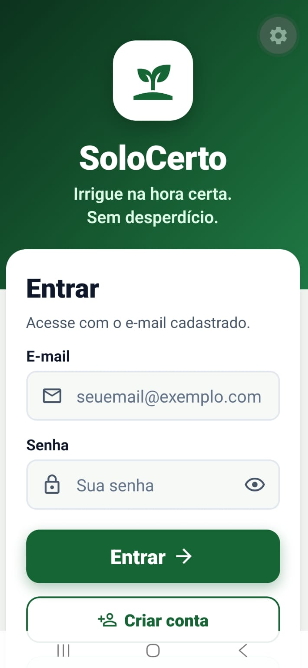 SoloCerto
Irrigue na hora certa.
Sem desperdício.
Entrar
Acesse com o e-mail cadastrado.
E-mail
seuemail@exemplo.com
Senha
Sua senha
Entrar →
Criar conta